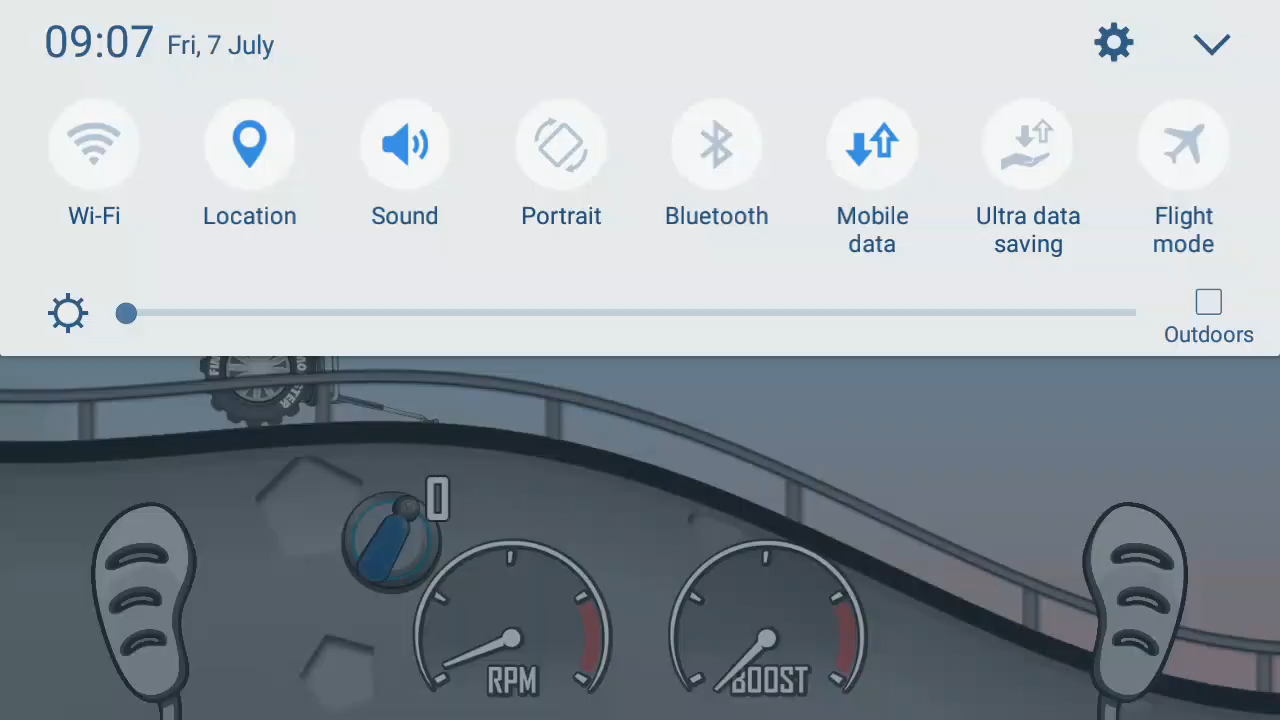 09:07 Fri, 7 July
Wi-Fi Location Sound Portrait Bluetooth Mobile data Ultra data saving Flight mode
Outdoors
0
RPM BOOST